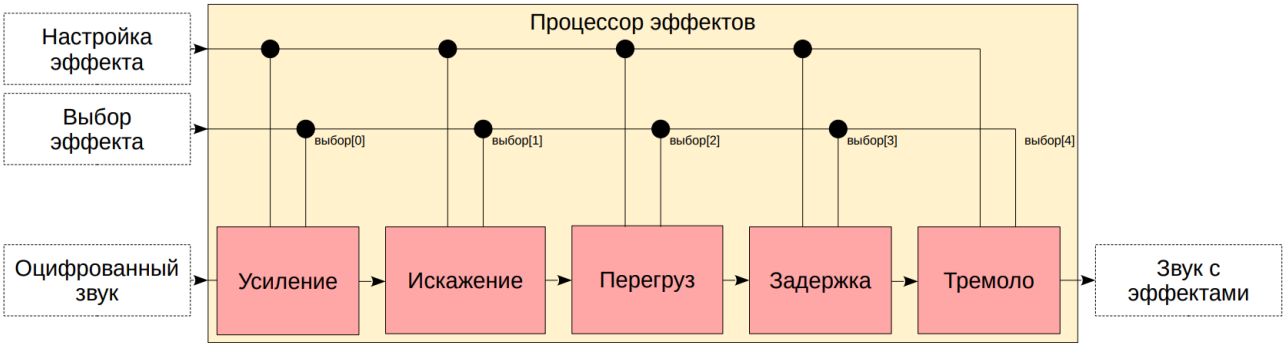 Процессор эффектов
Настройка
эффекта
Выбор
эффекта
выбор[0]
выбор[1]
выбор[2]
выбор[3]
выбор[4]
Оцифрованный
звук
Усиление
Искажение
Перегруз
Задержка
Тремоло
Звук с
эффектами